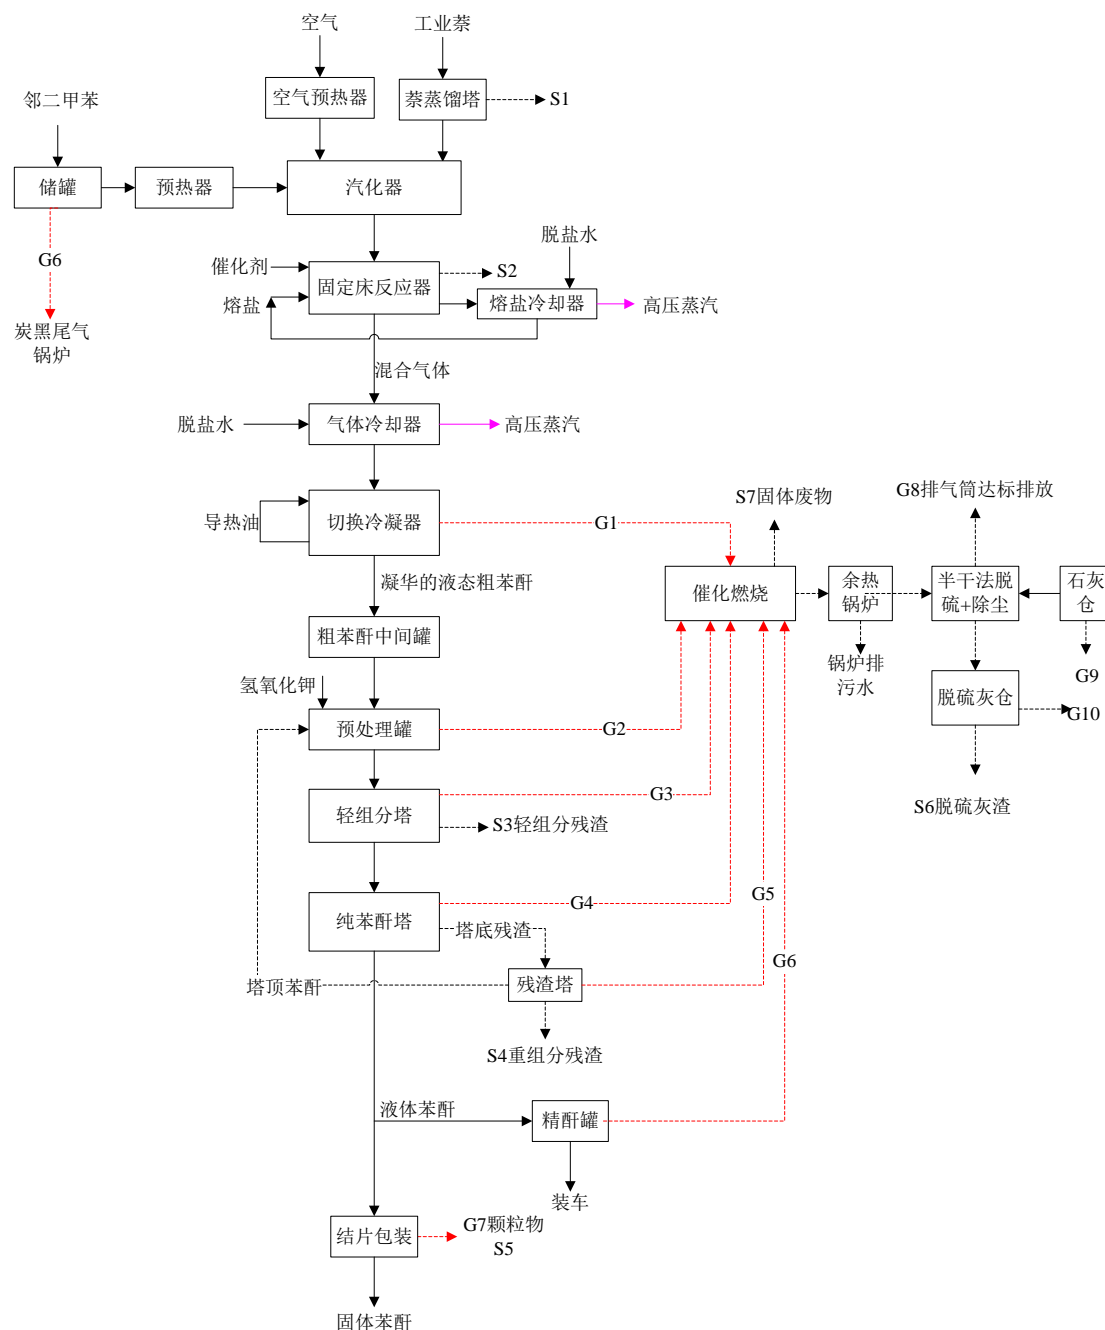 空气
工业萘
邻二甲苯
空气预热器
萘蒸馏塔
S1
储罐
预热器
汽化器
G6
脱盐水
催化剂
固定床反应器
S2
熔盐
熔盐冷却器
高压蒸汽
炭黑尾气
锅炉
混合气体
脱盐水
气体冷却器
高压蒸汽
S7固体废物
G8排气筒达标排放
导热油
切换冷凝器
G1
凝华的液态粗苯酐
催化燃烧
余热
锅炉
半干法脱
硫+除尘
石灰
仓
粗苯酐中间罐
锅炉排
污水
G9
氢氧化钾
预处理罐
G2
脱硫灰仓
G10
轻组分塔
G3
S3轻组分残渣
S6脱硫灰渣
纯苯酐塔
G4
G5
塔底残渣
G6
塔顶苯酐
残渣塔
S4重组分残渣
液体苯酐
精酐罐
装车
结片包装
G7颗粒物
S5
固体苯酐